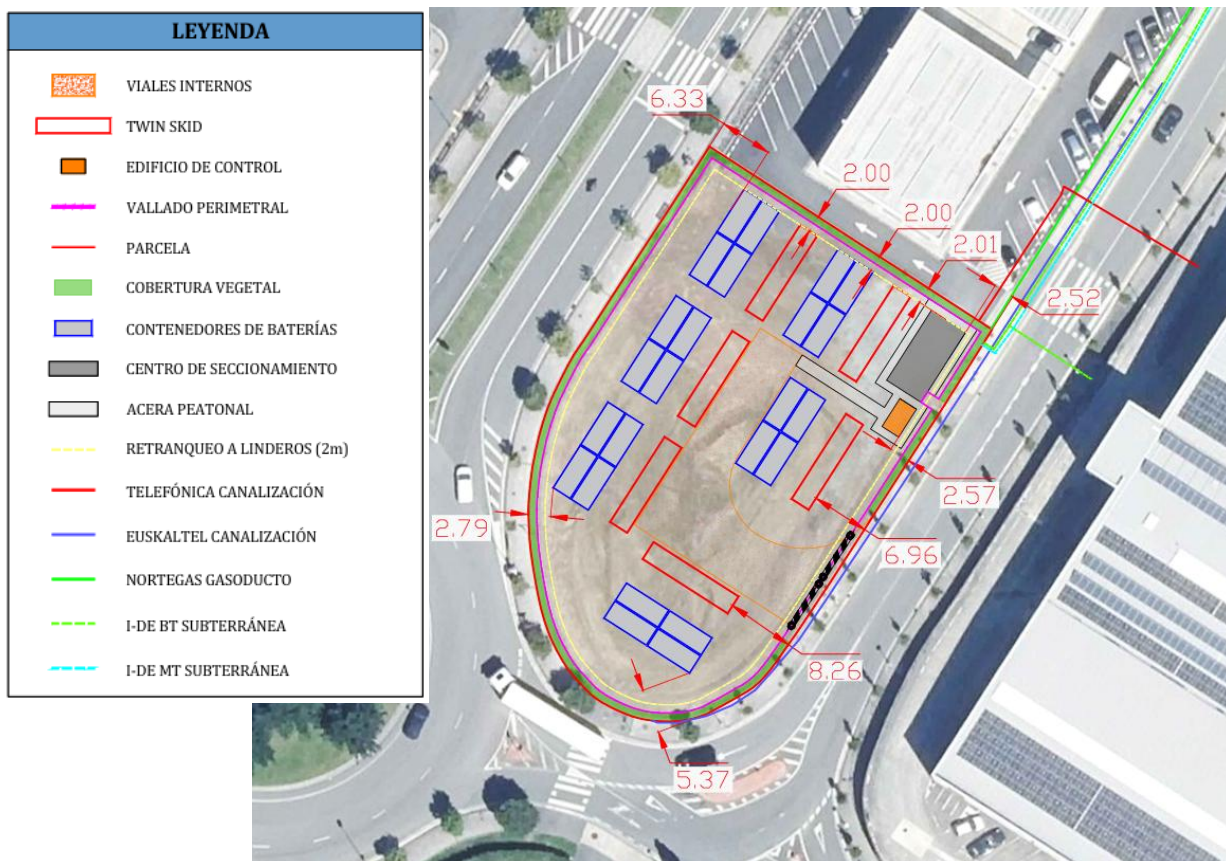 LEYENDA
VIALES INTERNOS
TWIN SKID
EDIFICIO DE CONTROL
VALLADO PERIMETRAL
PARCELA
COBERTURA VEGETAL
CONTENEDORES DE BATERÍAS
CENTRO DE SECCIONAMIENTO
ACERA PEATONAL
RETRANQUEO A LINDEROS (2m)
TELEFÓNICA CANALIZACIÓN
EUSKALTEL CANALIZACIÓN
NORTEGAS GASODUCTO
I-DE BT SUBTERRÁNEA
I-DE MT SUBTERRÁNEA
6.33
2.00
2.00
2.01
2.52
2.57
2.79
6.96
8.26
5.37